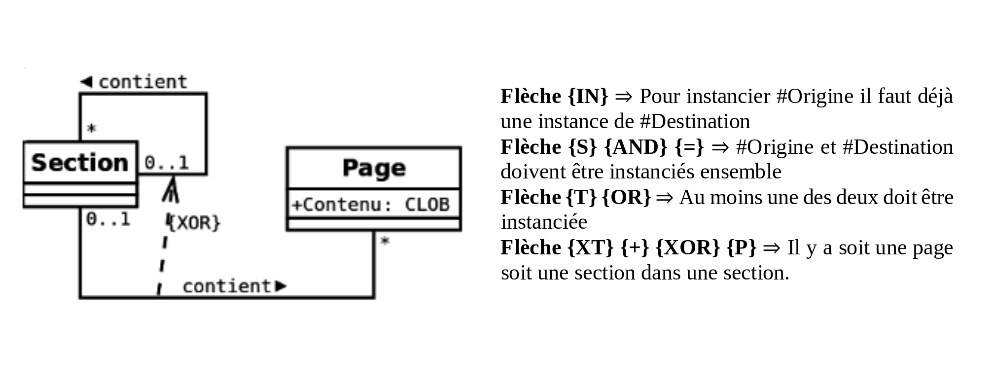 ◄ contient
*
Section
0..1
0..1
{XOR}
contient►
Page
+Contenu: CLOB
*
Flèche {IN} ⇒ Pour instancier #Origine il faut déjà
une instance de #Destination
Flèche {S} {AND} {=} ⇒ #Origine et #Destination
doivent être instanciés ensemble
Flèche {T} {OR} ⇒ Au moins une des deux doit être
instanciée
Flèche {XT} {+} {XOR} {P} ⇒ Il y a soit une page
soit une section dans une section.